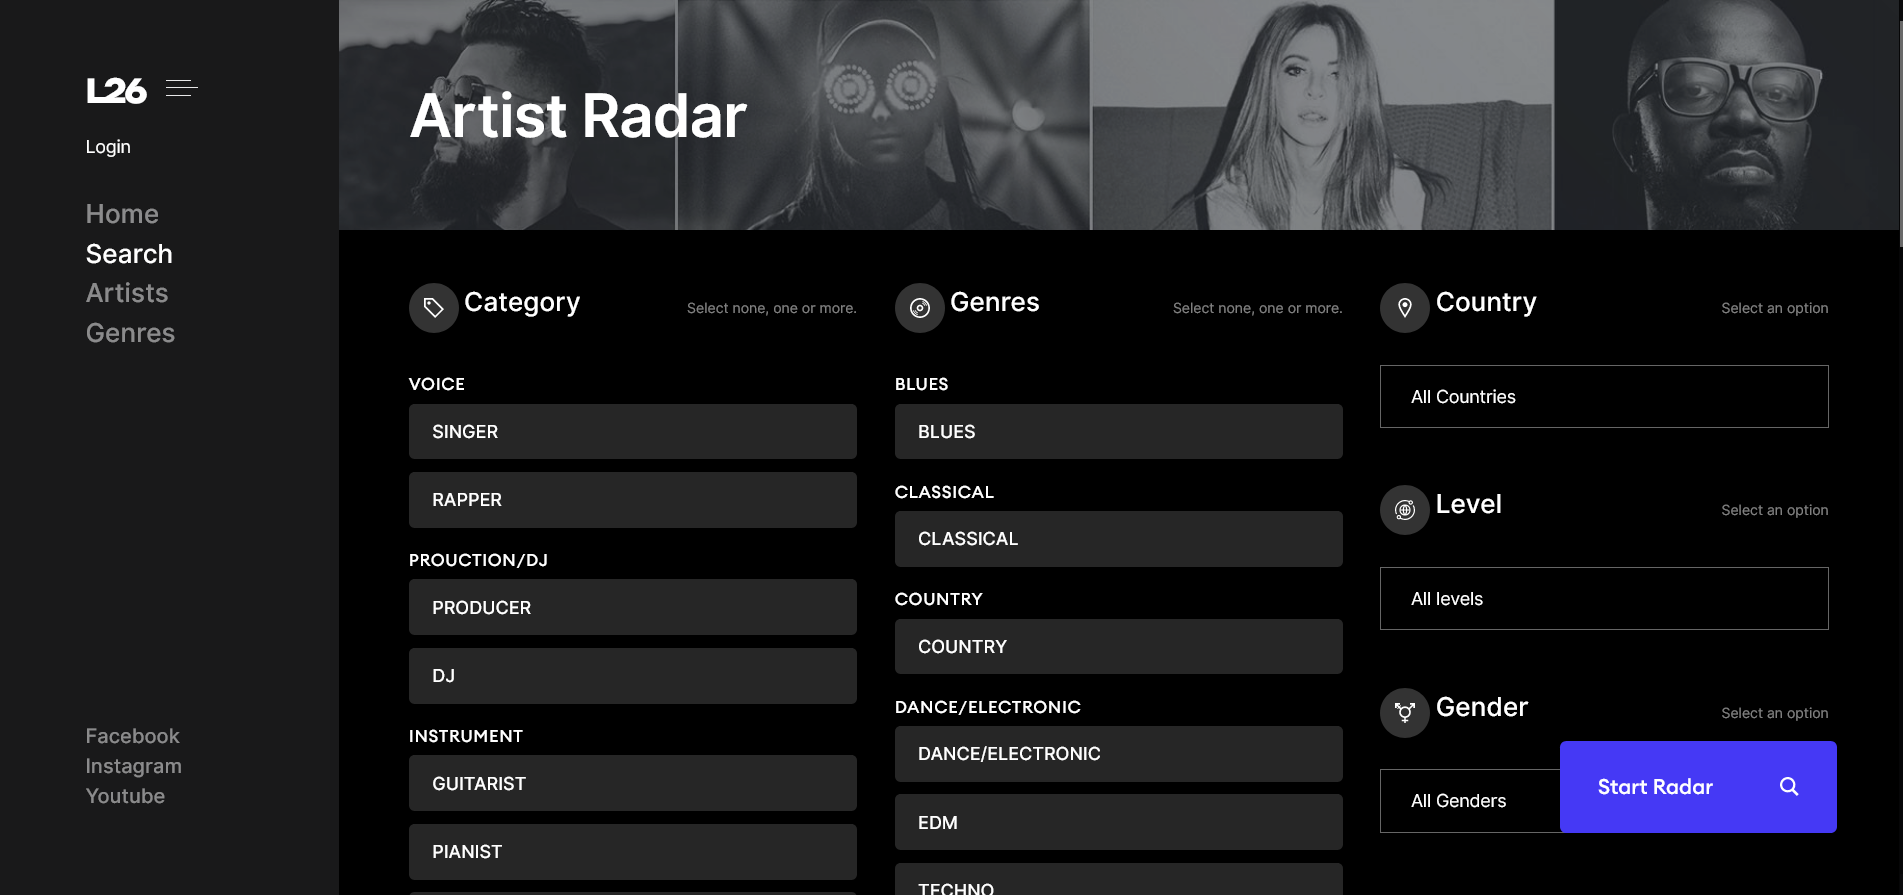 L26
Login
Home
Search
Artists
Genres
Facebook
Instagram
Youtube
Artist Radar
Category
Select none, one or more.
VOICE
SINGER
RAPPER
PROUCTION/DJ
PRODUCER
DJ
INSTRUMENT
GUITARIST
PIANIST
Genres
Select none, one or more.
BLUES
BLUES
CLASSICAL
CLASSICAL
COUNTRY
COUNTRY
DANCE/ELECTRONIC
DANCE/ELECTRONIC
EDM
TECHNO
Country
Select an option
All Countries
Level
Select an option
All levels
Gender
Select an option
All Genders
Start Radar